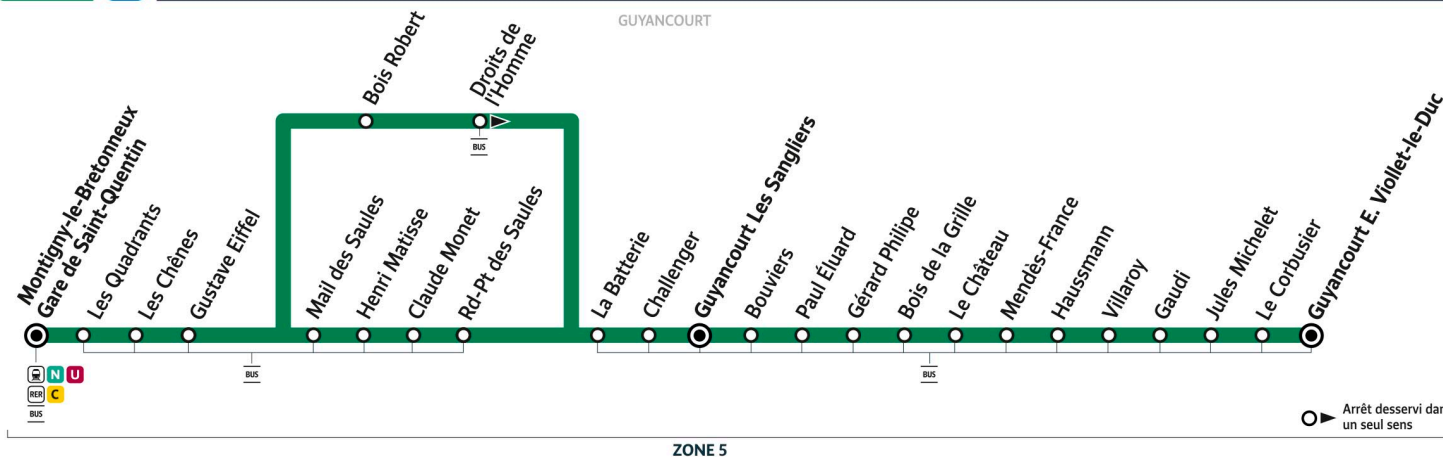 GUYANCOURT
Bois Robert
Droits de
l'Homme
BUS
Montigny-le-Bretonneux
Gare de Saint-Quentin
Les Quadrants
Les Chênes
Gustave Eiffel
Mail des Saules
Henri Matisse
Claude Monet
Rd-Pt des Saules
La Batterie
Challenger
Guyancourt Les Sangliers
Bouviers
Paul Éluard
Gérard Philipe
Bois de la Grille
Le Château
Mendès-France
Haussmann
Villaroy
Gaudi
Jules Michelet
Le Corbusier
Guyancourt E. Viollet-le-Duc
N U
RER C
BUS
BUS
BUS
Arrêt desservi dan
un seul sens
ZONE 5